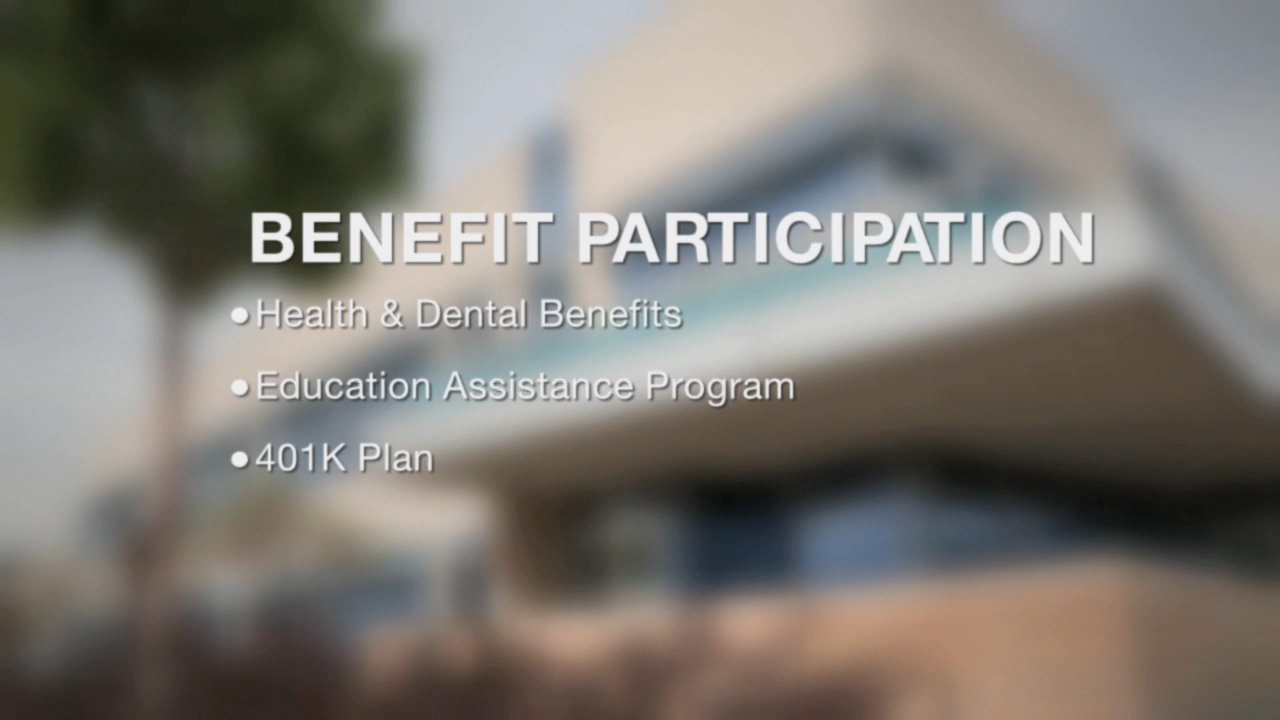 BENEFIT PARTICIPATION
•Health & Dental Benefits
•Education Assistance Program
•401K Plan